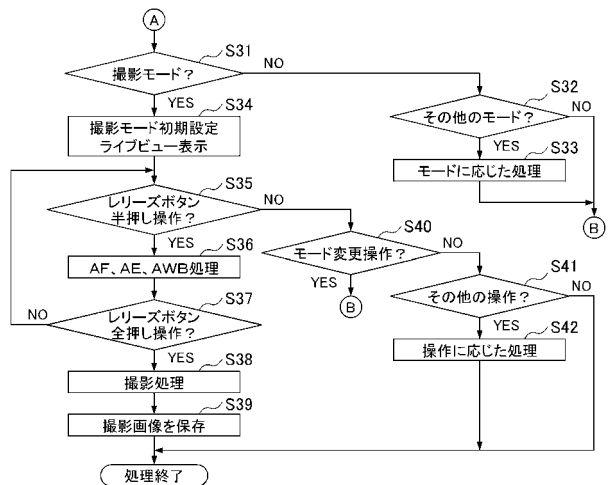 A
S31
撮影モード？
NO
YES
S34
撮影モード初期設定
ライブビュー表示
S32
その他のモード？
NO
YES
S33
モードに応じた処理
B
S35
レリーズボタン
半押し操作？
NO
YES
S36
AF、AE、AWB処理
S40
モード変更操作？
NO
YES
B
S41
その他の操作？
NO
YES
S42
操作に応じた処理
S37
NO
レリーズボタン
全押し操作？
YES
S38
撮影処理
S39
撮影画像を保存
処理終了